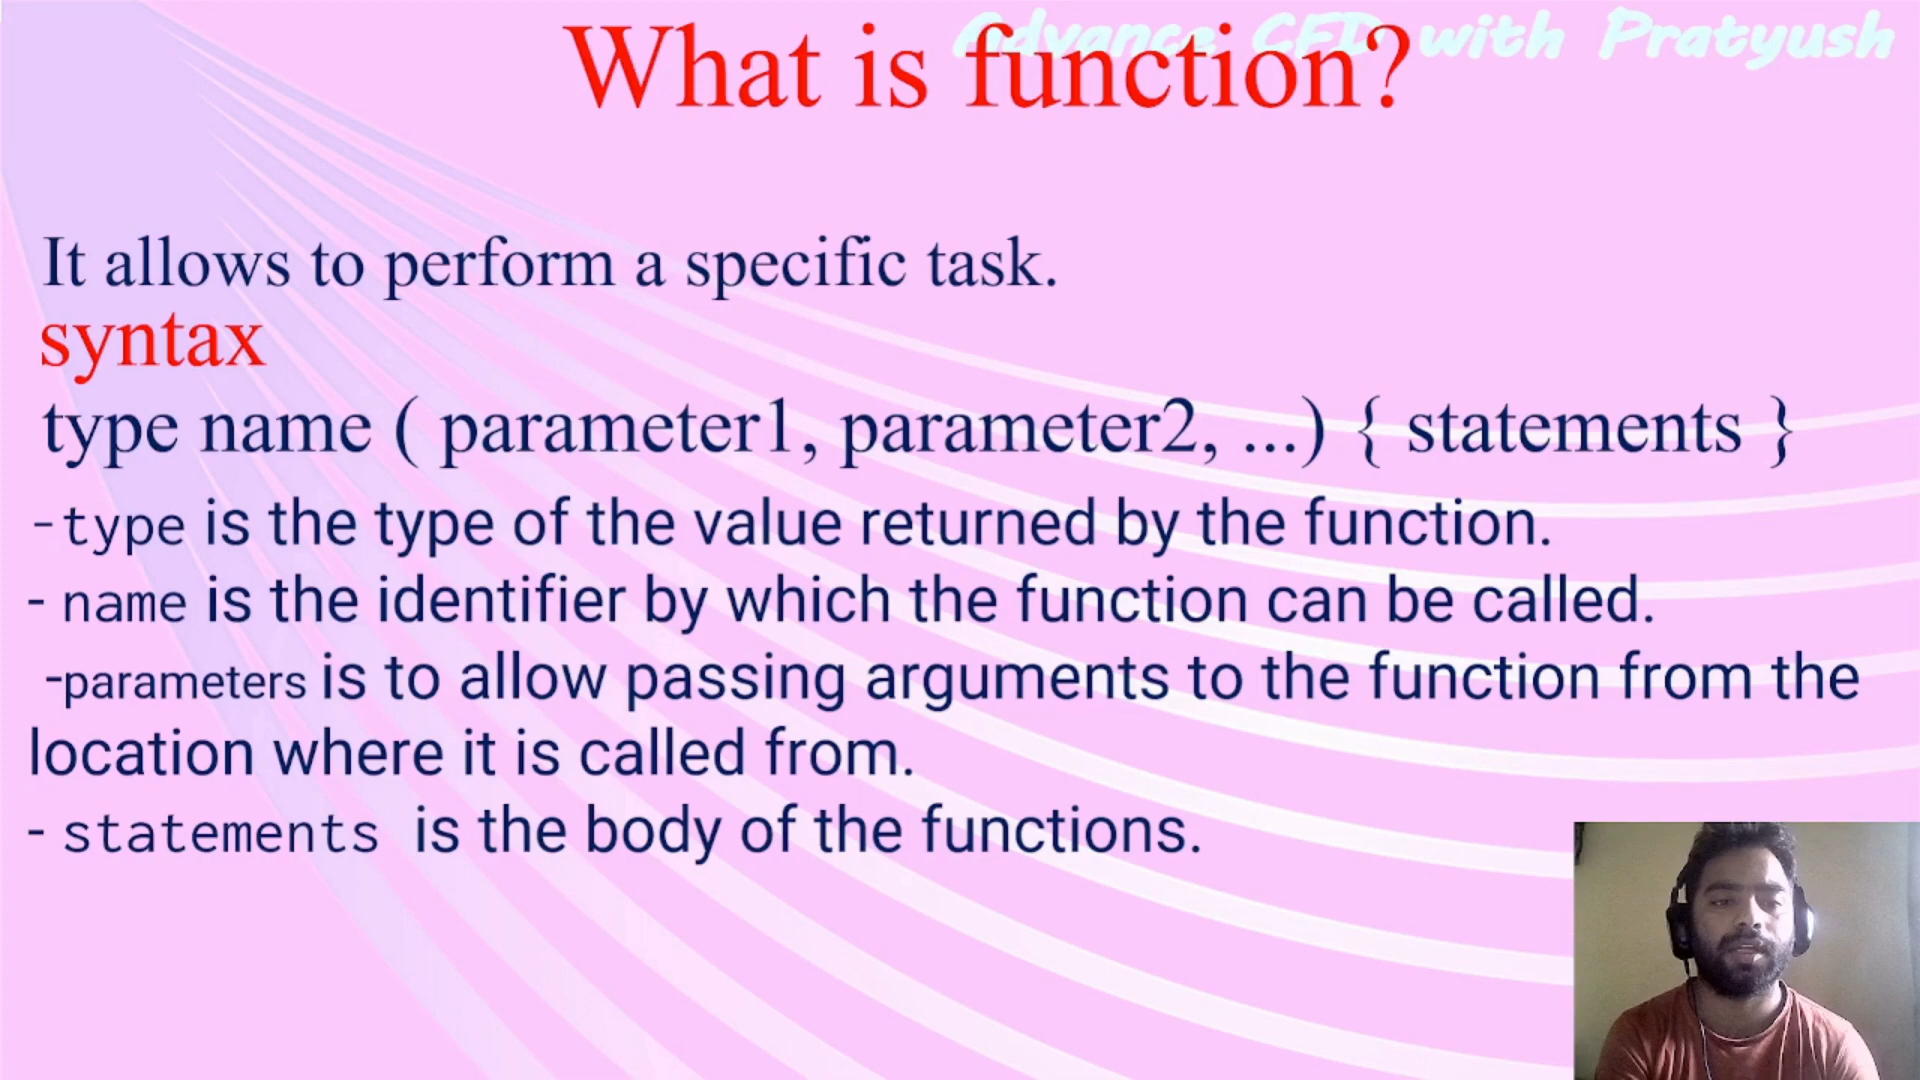 Advance CFD with Pratyush
What is function?
It allows to perform a specific task.
syntax
type name ( parameter1, parameter2, ...) { statements }
-type is the type of the value returned by the function.
- name is the identifier by which the function can be called.
-parameters is to allow passing arguments to the function from the
location where it is called from.
- statements is the body of the functions.